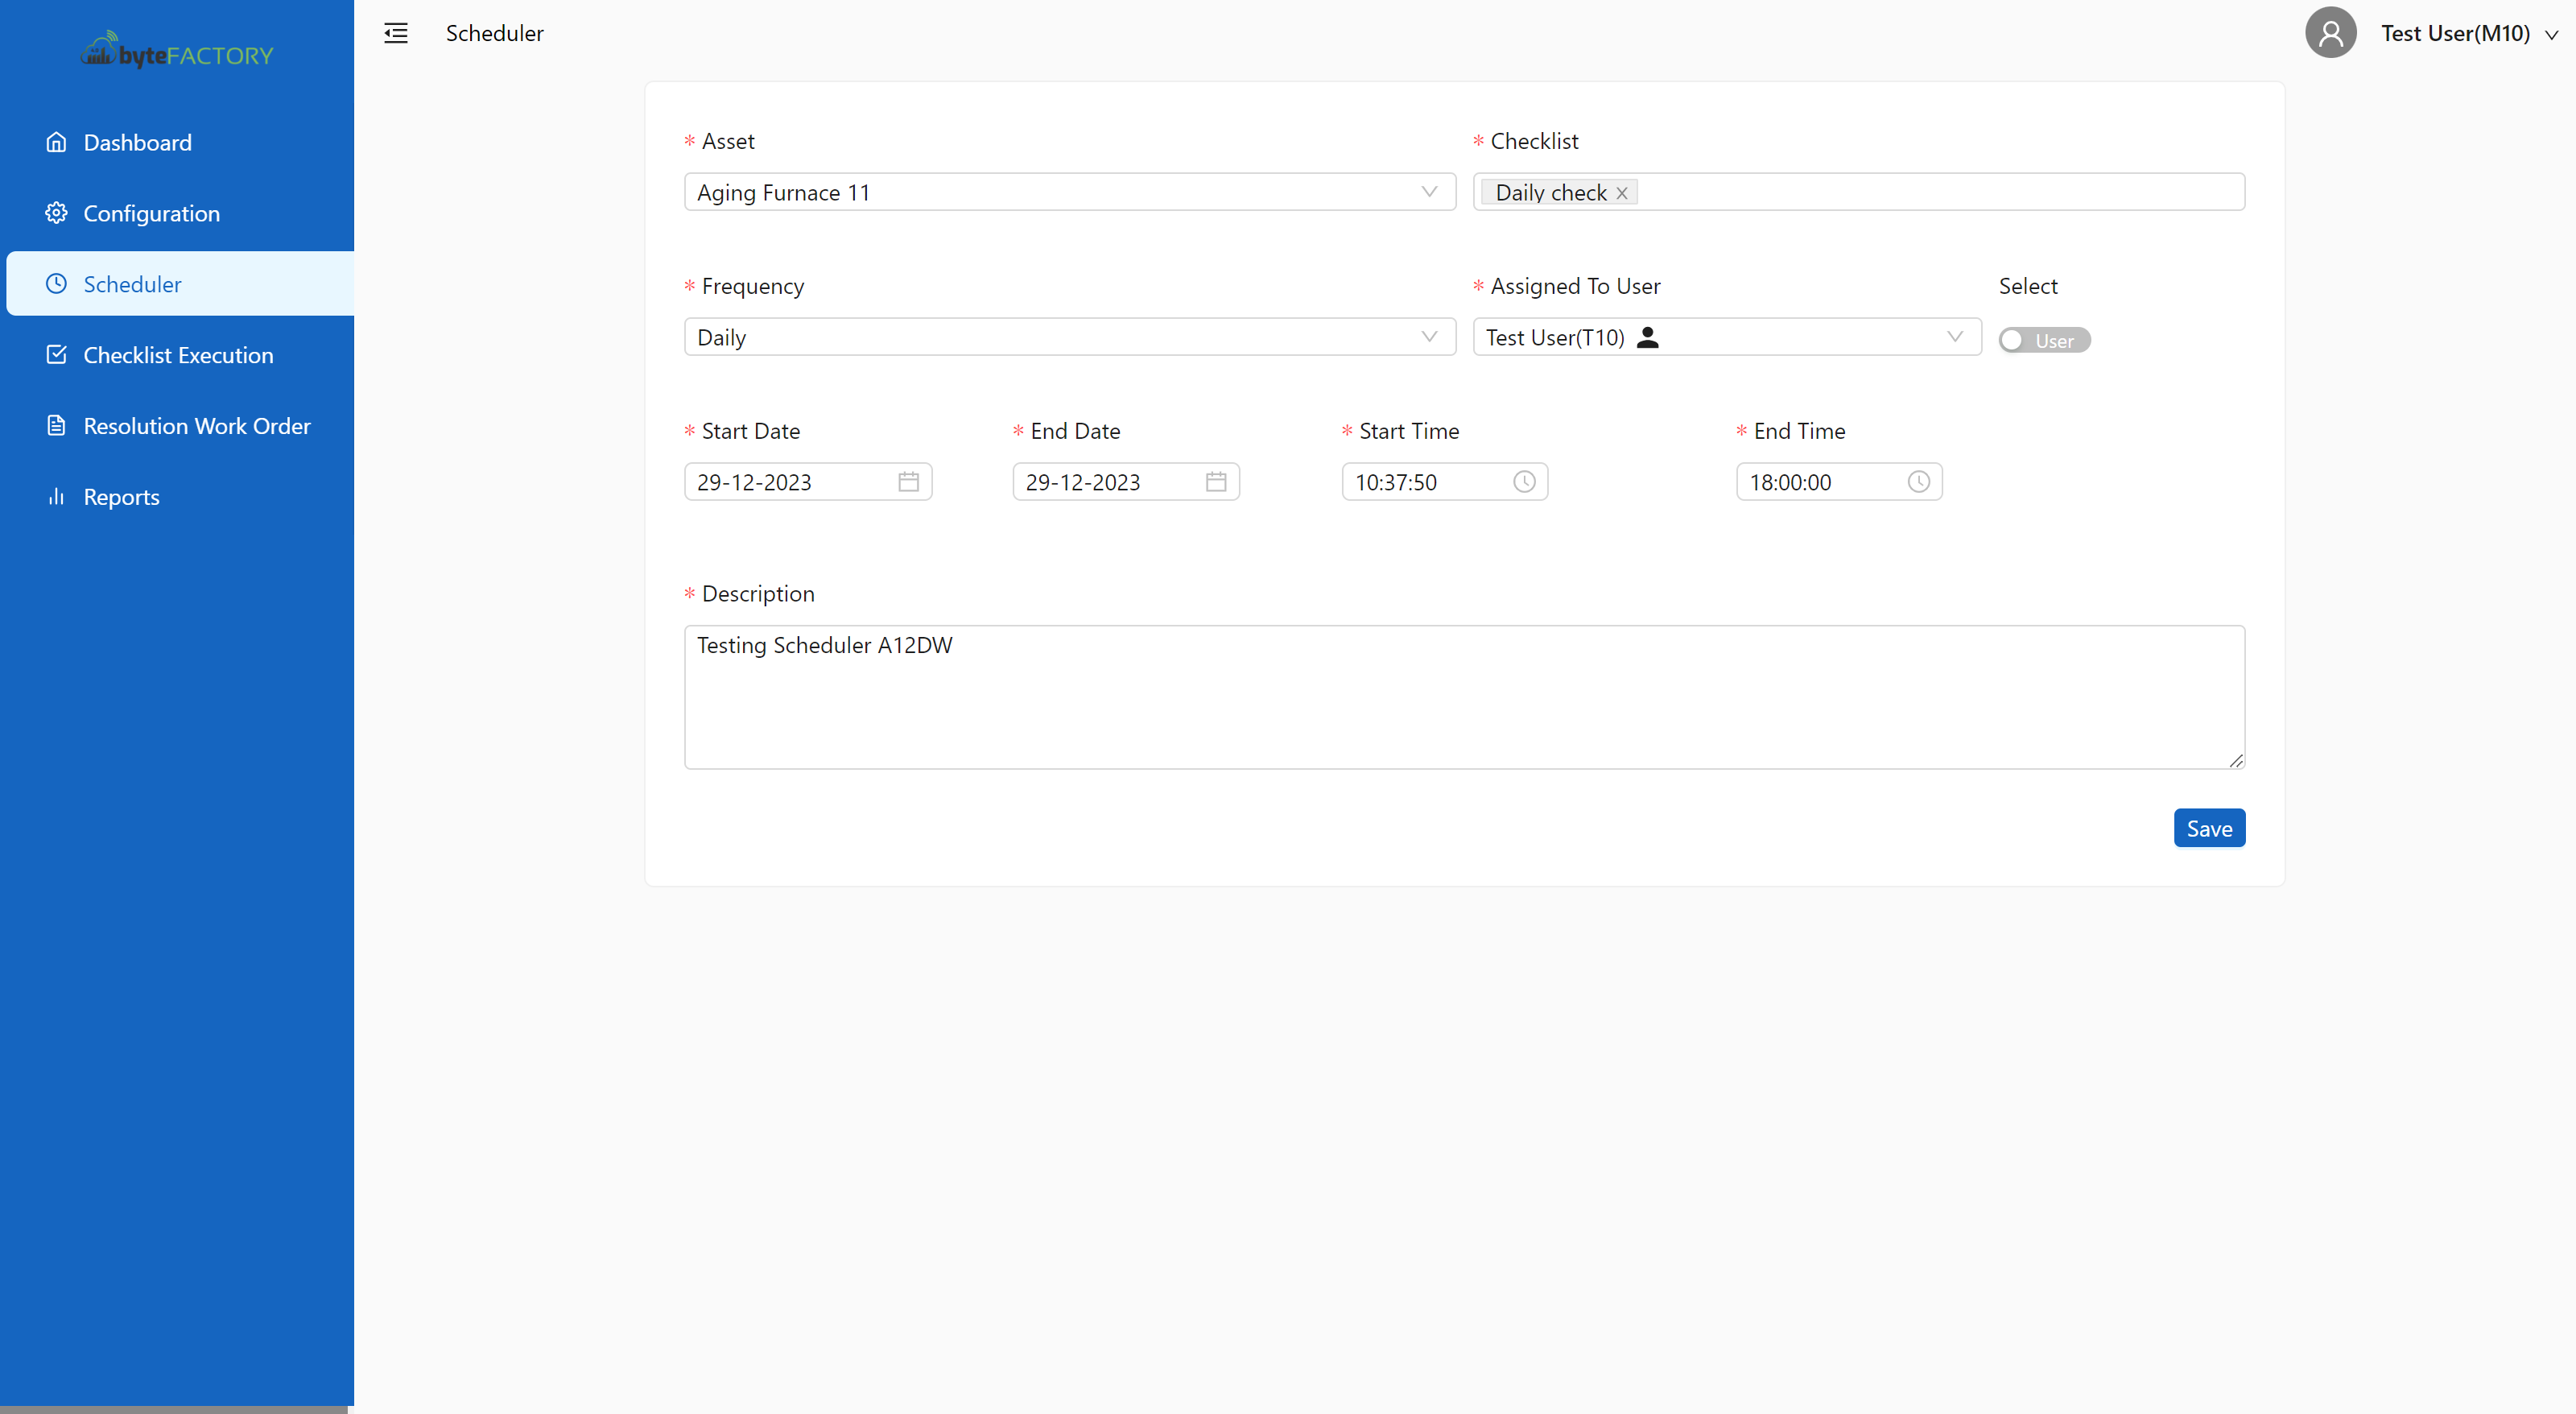 byteFACTORY
Dashboard
Configuration
Scheduler
Checklist Execution
Resolution Work Order
Reports
Scheduler
Test User(M10)
* Asset
* Checklist
Aging Furnace 11
Daily check
* Frequency
* Assigned To User
Select
Daily
Test User(T10)
User
* Start Date
* End Date
* Start Time
* End Time
29-12-2023
29-12-2023
10:37:50
18:00:00
* Description
Testing Scheduler A12DW
Save